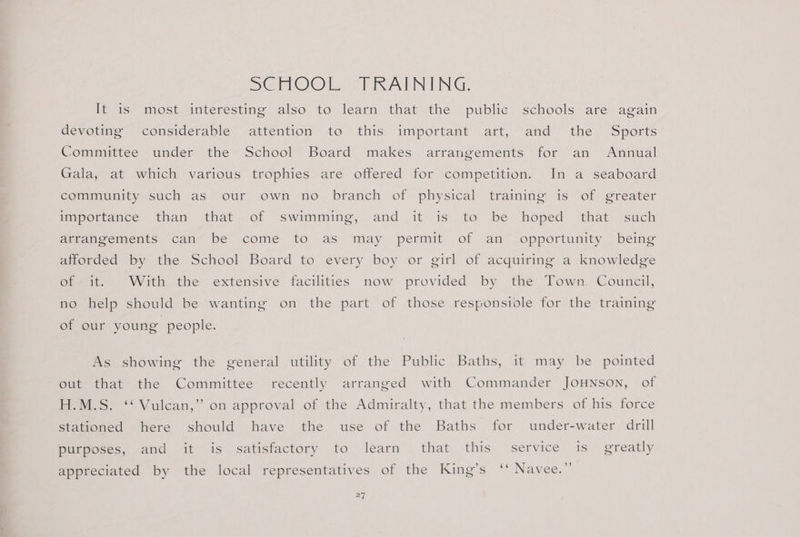 SCHOOL TRAINING.
It is most interesting also to learn that the public schools are again
devoting considerable attention to this important art, and the Sports
Committee under the School Board makes arrangements for an Annual
Gala, at which various trophies are offered for competition. In a seaboard
community such as our own no branch of physical training is of greater
importance than that of swimming, and it is to be hoped that such
arrangements can be come to as may permit of an opportunity being
afforded by the School Board to every boy or girl of acquiring a knowledge
of it. With the extensive facilities now provided by the Town Council,
no help should be wanting on the part of those responsible for the training
of our young people.
As showing the general utility of the Public Baths, it may be pointed
out that the Committee recently arranged with Commander JOHNSON, of
H.M.S. “Vulcan,” on approval of the Admiralty, that the members of his force
stationed here should have the use of the Baths for under-water drill
purposes, and it is satisfactory to learn that this service is greatly
appreciated by the local representatives of the King’s “Navee.”
27